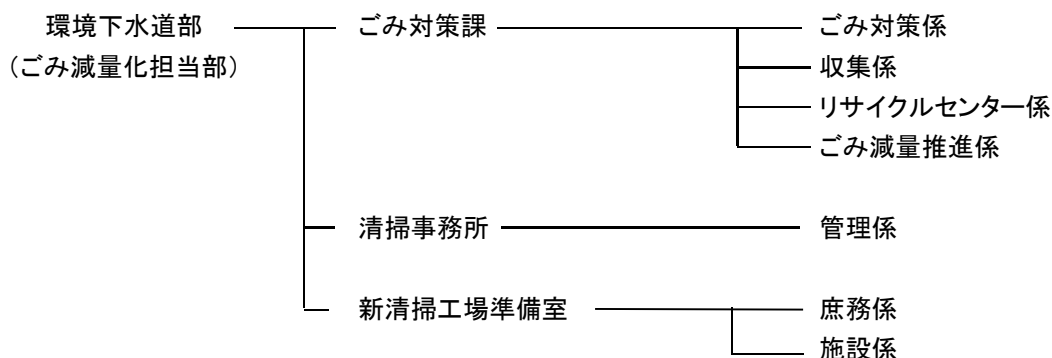 環境下水道部 ごみ対策課 ごみ対策係
(ごみ減量化担当部) 収集係
リサイクルセンター係
ごみ減量推進係
清掃事務所 管理係
新清掃工場準備室 庶務係
施設係